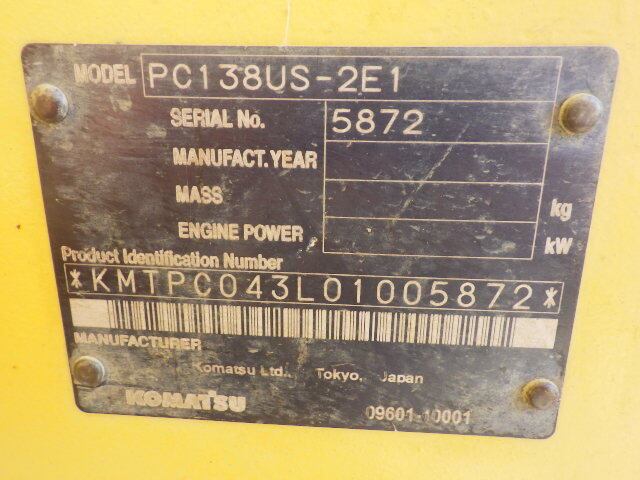 MODEL PC138US-2E1
SERIAL No. 5872
MANUFACT. YEAR
MASS kg
ENGINE POWER kW
Product Identification Number
*KMTPC043L01005872*
MANUFACTURER
Komatsu Ltd., Tokyo, Japan
KOMATSU 09601-10001